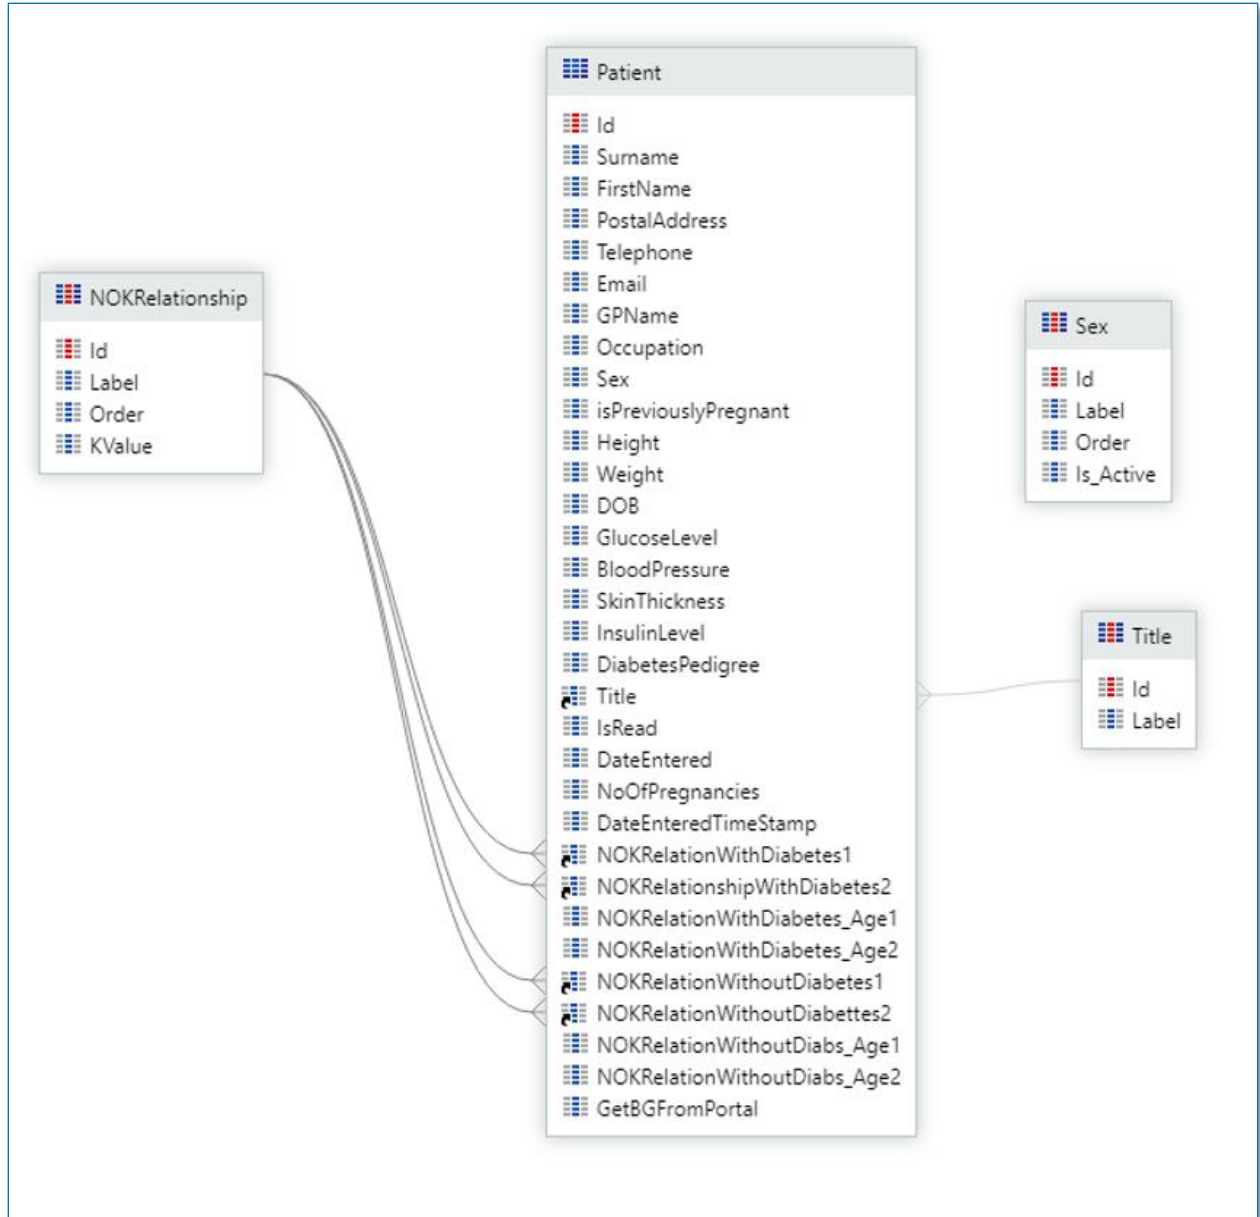 Patient
Id
Surname
FirstName
PostalAddress
Telephone
Email
GPName
Occupation
Sex
isPreviouslyPregnant
Height
Weight
DOB
GlucoseLevel
BloodPressure
SkinThickness
InsulinLevel
DiabetesPedigree
Title
IsRead
DateEntered
NoOfPregnancies
DateEnteredTimeStamp
NOKRelationWithDiabetes1
NOKRelationshipWithDiabetes2
NOKRelationWithDiabetes_Age1
NOKRelationWithDiabetes_Age2
NOKRelationWithoutDiabetes1
NOKRelationWithoutDiabettes2
NOKRelationWithoutDiabs_Age1
NOKRelationWithoutDiabs_Age2
GetBGFromPortal
NOKRelationship
Id
Label
Order
KValue
Sex
Id
Label
Order
Is_Active
Title
Id
Label